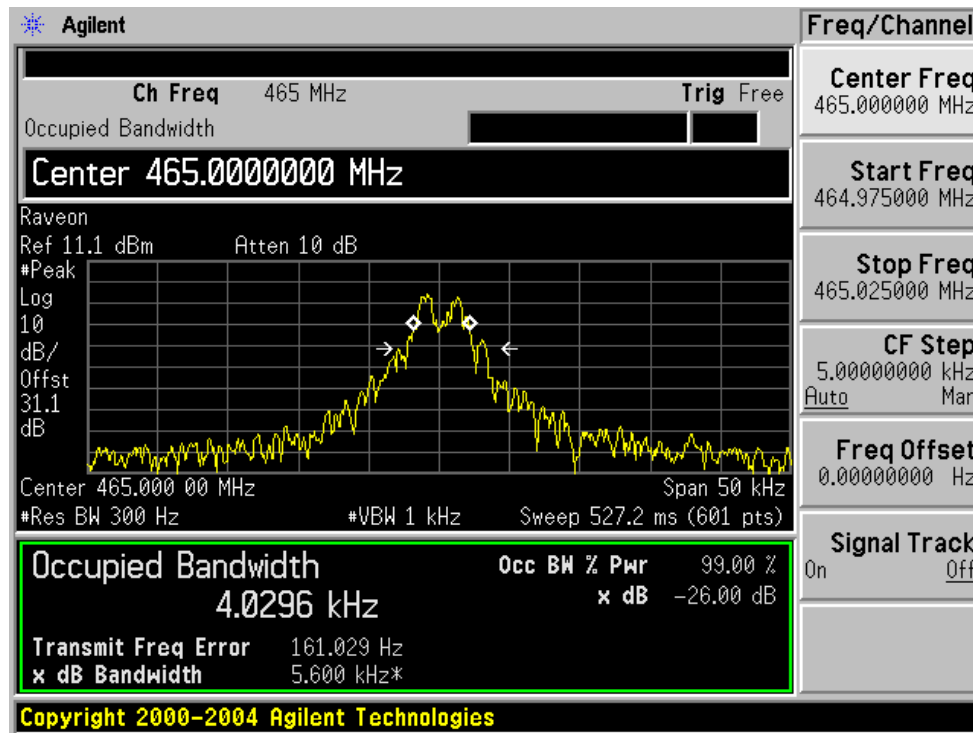 Agilent
Freq/Channel
Ch Freq 465 MHz Trig Free
Occupied Bandwidth
Center 465.0000000 MHz
Raveon
Ref 11.1 dBm Atten 10 dB
#Peak
Log
10
dB/
Offst
31.1
dB
Center 465.000 00 MHz Span 50 kHz
#Res BW 300 Hz #VBW 1 kHz Sweep 527.2 ms (601 pts)
Occupied Bandwidth Occ BW % Pwr 99.00 %
4.0296 kHz x dB -26.00 dB
Transmit Freq Error 161.029 Hz
x dB Bandwidth 5.600 kHz*
Copyright 2000-2004 Agilent Technologies
Center Freq
465.000000 MHz
Start Freq
464.975000 MHz
Stop Freq
465.025000 MHz
CF Step
5.00000000 kHz
Auto Man
Freq Offset
0.00000000 Hz
Signal Track
On Off